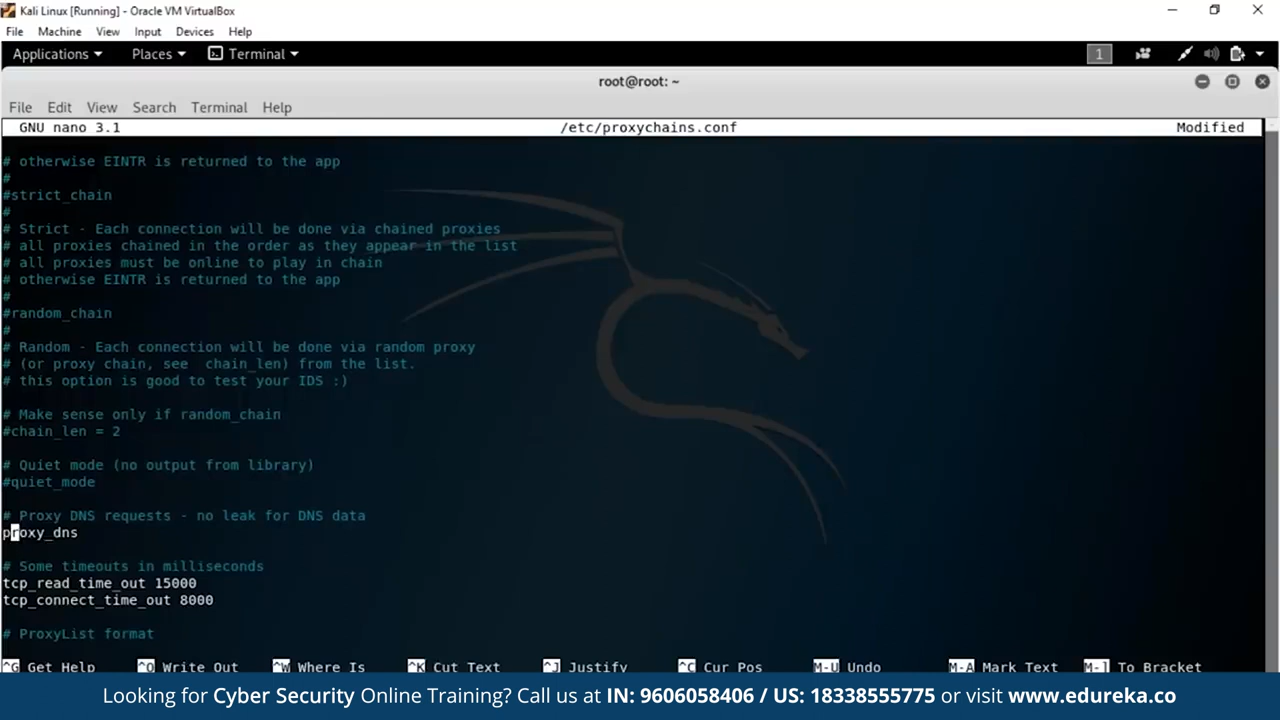 Kali Linux [Running] - Oracle VM VirtualBox
File Machine View Input Devices Help
Applications Places Terminal 1
root@root: ~
File Edit View Search Terminal Help
GNU nano 3.1 /etc/proxychains.conf Modified
# otherwise EINTR is returned to the app
#
#strict_chain
#
# Strict - Each connection will be done via chained proxies
# all proxies chained in the order as they appear in the list
# all proxies must be online to play in chain
# otherwise EINTR is returned to the app
#
#random_chain
#
# Random - Each connection will be done via random proxy
# (or proxy chain, see  chain_len) from the list.
# this option is good to test your IDS :)
# Make sense only if random_chain
#chain_len = 2
# Quiet mode (no output from library)
#quiet_mode
# Proxy DNS requests - no leak for DNS data
proxy_dns
# Some timeouts in milliseconds
tcp_read_time_out 15000
tcp_connect_time_out 8000
# ProxyList format
^G Get Help ^O Write Out ^W Where Is ^K Cut Text ^J Justify ^C Cur Pos M-U Undo M-A Mark Text M-] To Bracket
Looking for Cyber Security Online Training? Call us at IN: 9606058406 / US: 18338555775 or visit www.edureka.co